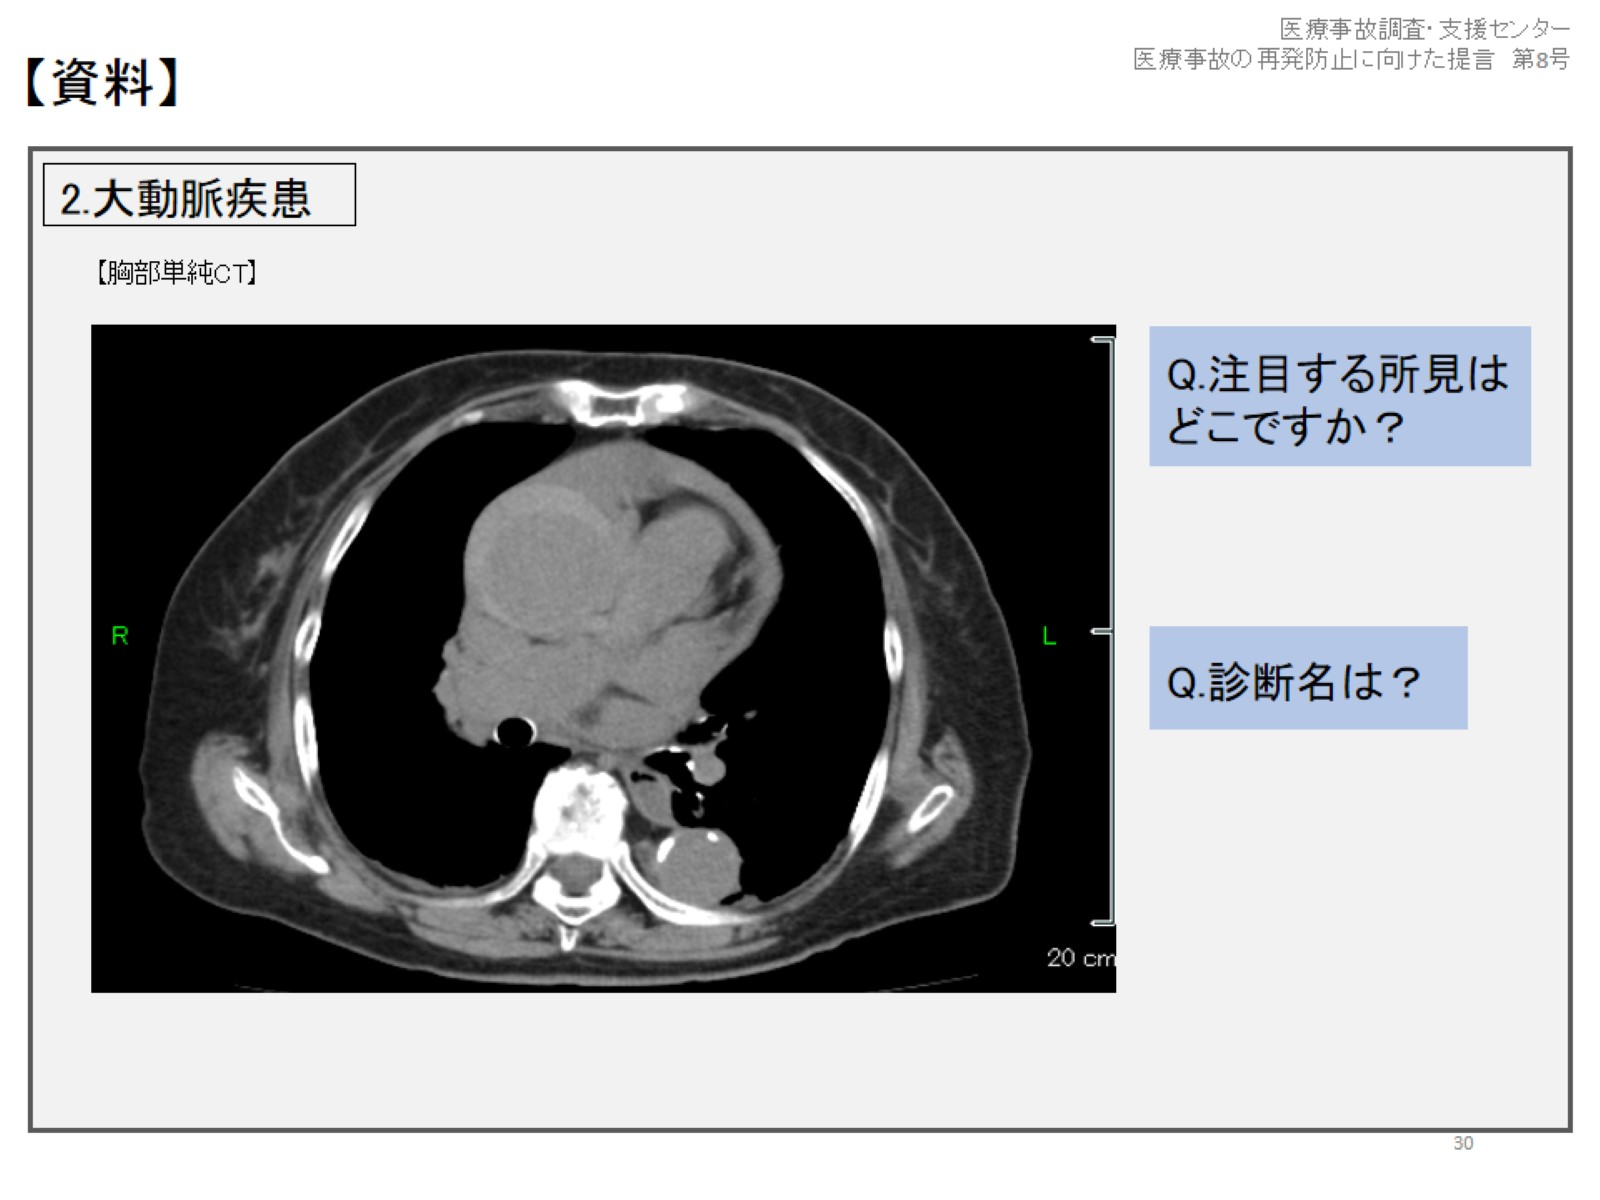 医療事故調査・支援センター
医療事故の再発防止に向けた提言 第8号
【資料】
2.大動脈疾患
【胸部単純CT】
Q.注目する所見は
どこですか？
R
L
Q.診断名は？
20 cm
30